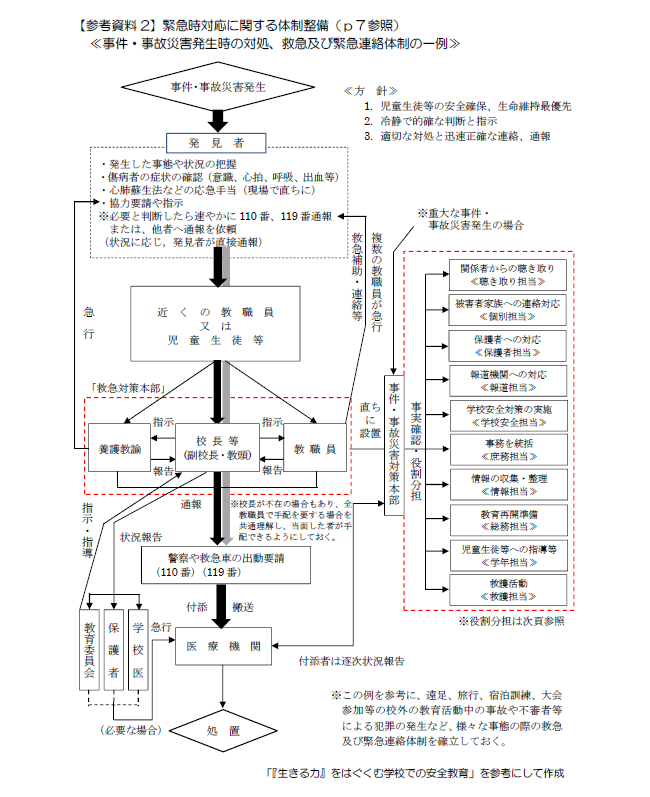 【参考資料２】緊急時対応に関する体制整備（ｐ７参照）
≪事件・事故災害発生時の対処、救急及び緊急連絡体制の一例≫
事件・事故災害発生
≪方　針≫
1. 児童生徒等の安全確保、生命維持最優先
2. 冷静で的確な判断と指示
3. 適切な対処と迅速正確な連絡、通報
発 見 者
・発生した事態や状況の把握
・傷病者の症状の確認（意識、心拍、呼吸、出血等）
・心肺蘇生法などの応急手当（現場で直ちに）
・協力要請や指示
※必要と判断したら速やかに 110 番、119 番通報
または、他者へ通報を依頼
（状況に応じ，発見者が直接通報）
※重大な事件・
事故災害発生の場合
複数の教職員が急行
救急補助・連絡等
急行
近 く の 教 職 員
又 は
児 童 生 徒 等
「救急対策本部」
養護教諭
指示
報告
校 長 等
（副校長・教頭）
指示
報告
教 職 員
直ちに設置
事件・事故災害対策本部
事実確認・役割分担
関係者からの聴き取り
≪聴き取り担当≫
被害者家族への連絡対応
≪個別担当≫
保護者への対応
≪保護者担当≫
報道機関への対応
≪報道担当≫
学校安全対策の実施
≪学校安全担当≫
事務を統括
≪庶務担当≫
情報の収集・整理
≪情報担当≫
教育再開準備
≪総務担当≫
児童生徒等への指導等
≪学年担当≫
救護活動
≪救護担当≫
※役割分担は次頁参照
通報
※校長が不在の場合もあり、全
教職員で手配を要する場合を
共通理解し、当面した者が手
配できるようにしておく。
指示・指導
状況報告
警察や救急車の出動要請
（110 番）（119 番）
付添　搬送
教育委員会
保護者
学校医
急行
医 療 機 関
付添者は逐次状況報告
（必要な場合）
処 置
※この例を参考に、遠足、旅行、宿泊訓練、大会
参加等の校外の教育活動中の事故や不審者等
による犯罪の発生など、様々な事態の際の救急
及び緊急連絡体制を確立しておく。
「『生きる力』をはぐくむ学校での安全教育」を参考にして作成